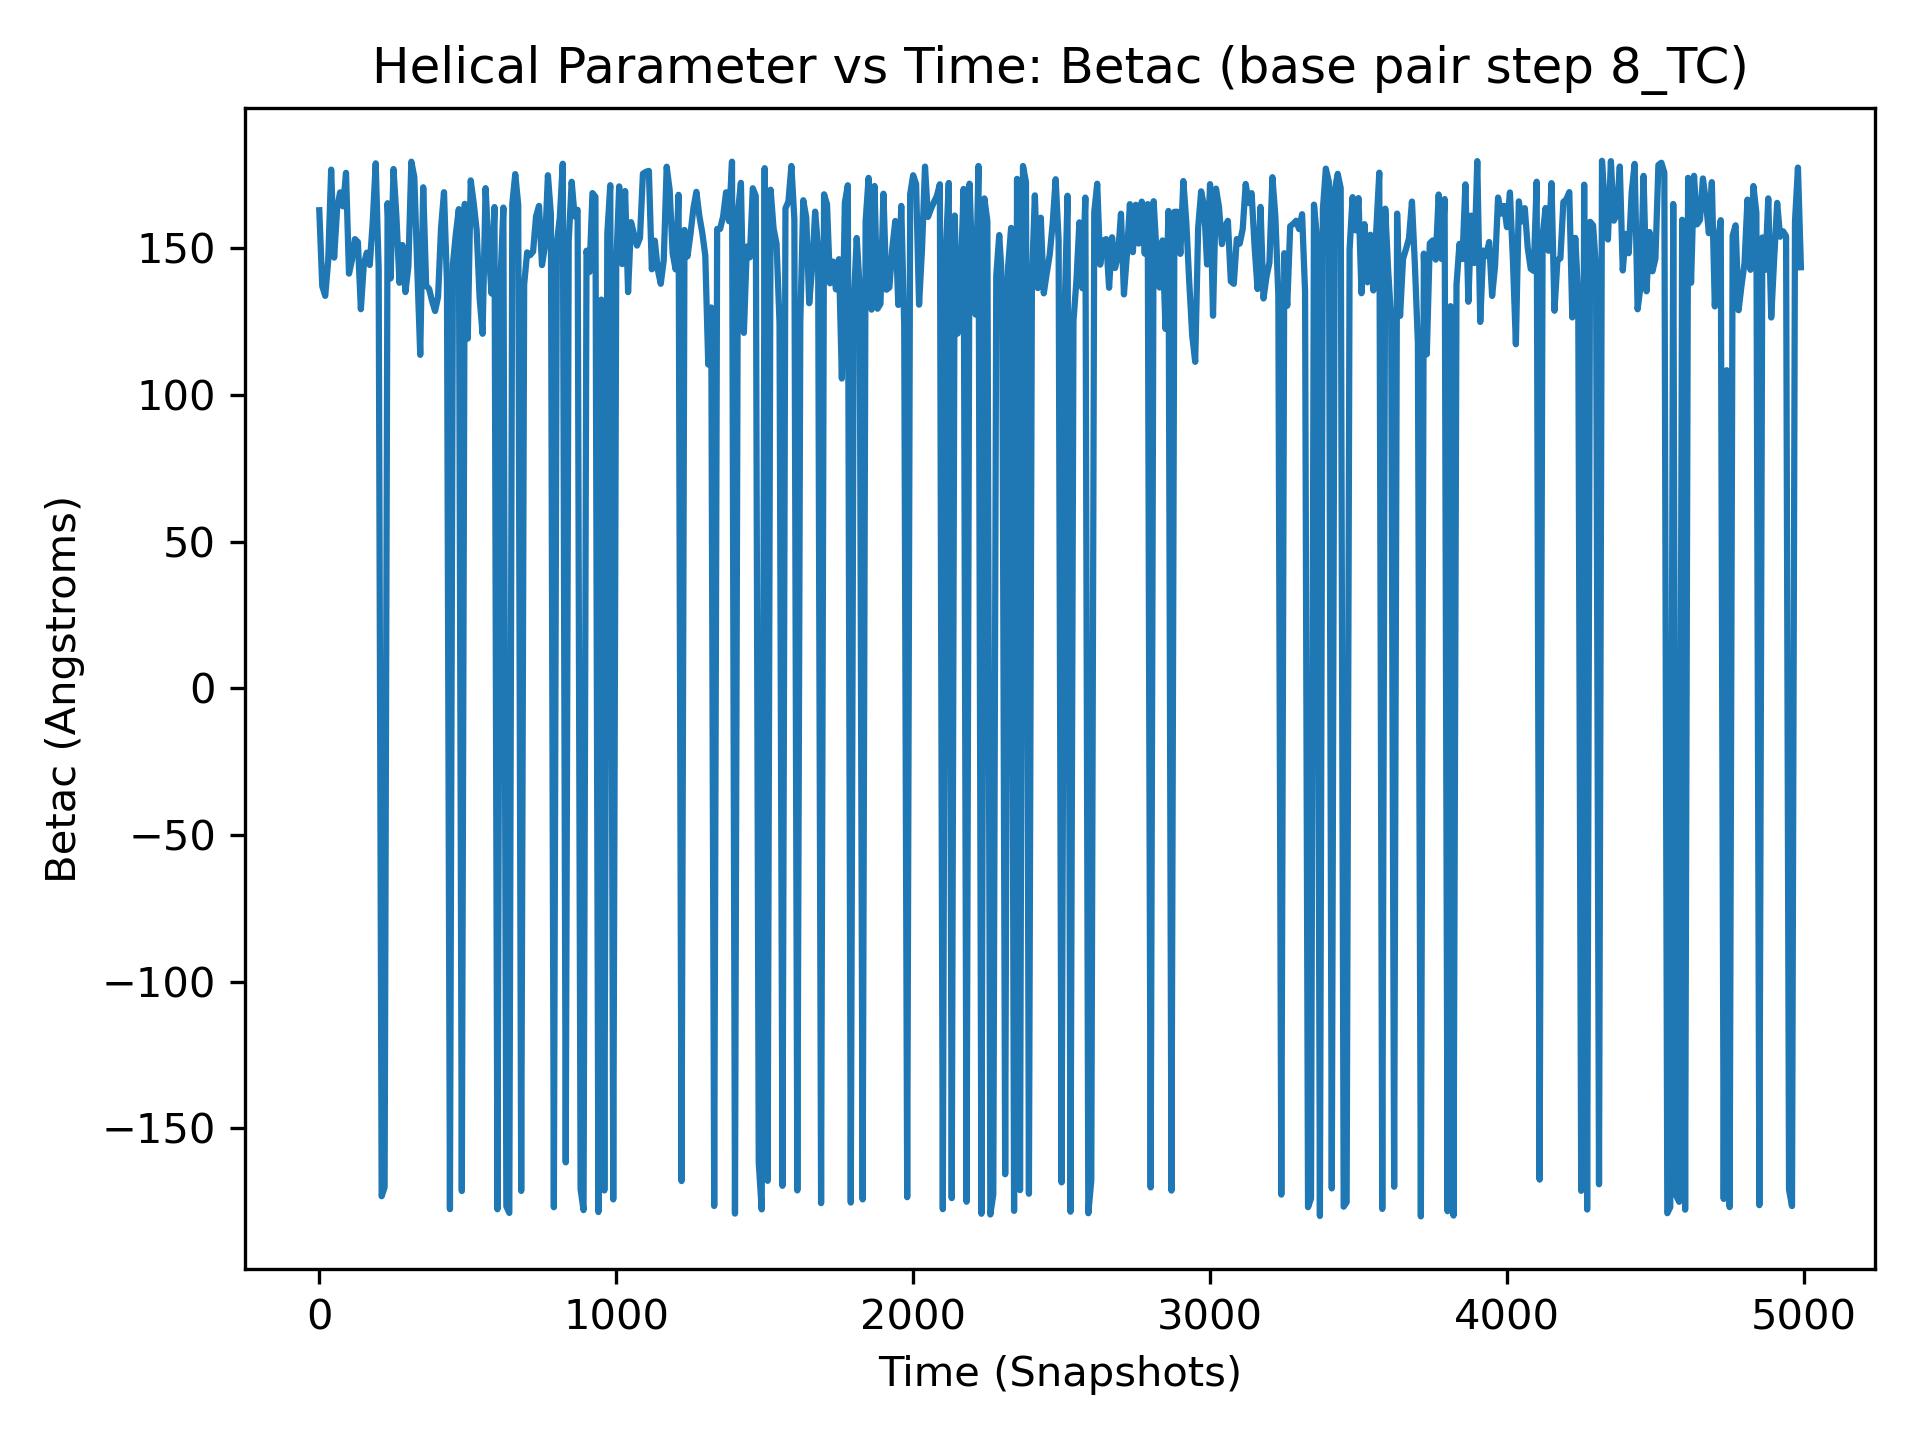 Helical Parameter vs Time: Betac (base pair step 8_TC)
150
100
50
0
−50
−100
−150
Betac (Angstroms)
0 1000 2000 3000 4000 5000
Time (Snapshots)